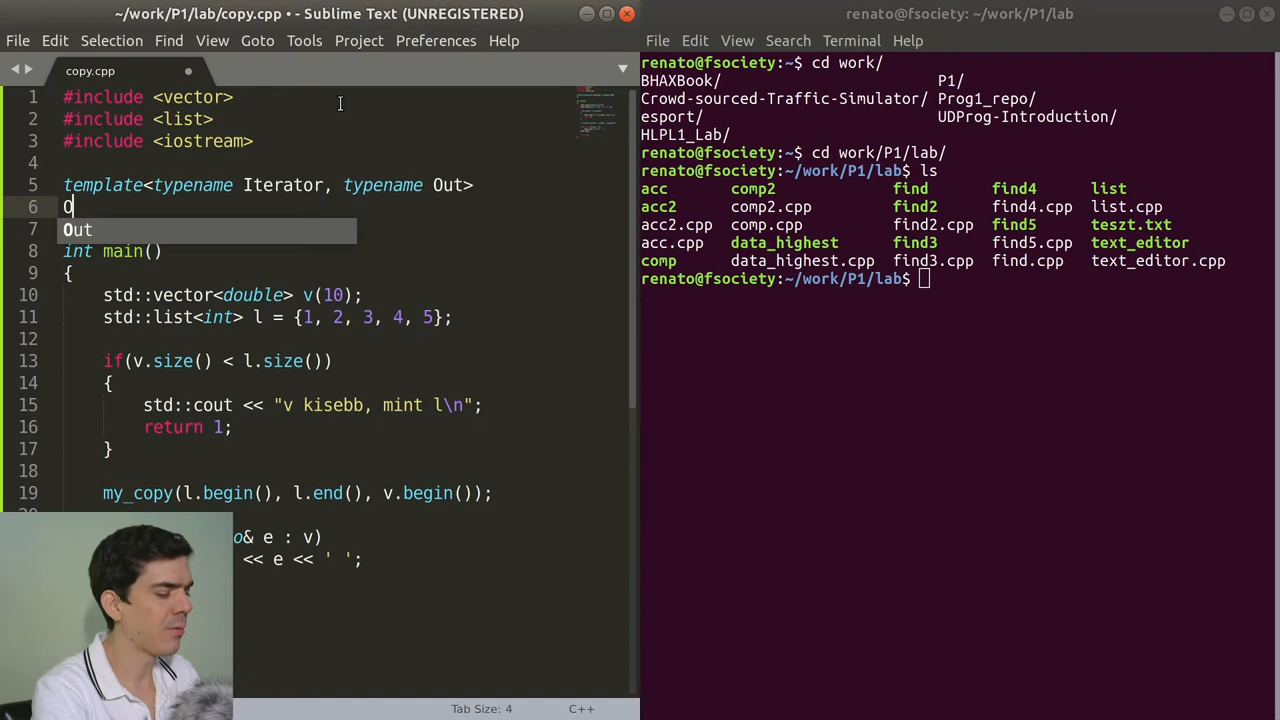 ~/work/P1/lab/copy.cpp • - Sublime Text (UNREGISTERED)
File Edit Selection Find View Goto Tools Project Preferences Help
copy.cpp
1 #include <vector>
2 #include <list>
3 #include <iostream>
4
5 template<typename Iterator, typename Out>
6 O
Out
7
8 int main()
9 {
10 std::vector<double> v(10);
11 std::list<int> l = {1, 2, 3, 4, 5};
12
13 if(v.size() < l.size())
14 {
15 std::cout << "v kisebb, mint l\n";
16 return 1;
17 }
18
19 my_copy(l.begin(), l.end(), v.begin());
o& e : v)
<< e << ' ';
Tab Size: 4 C++
renato@fsociety: ~/work/P1/lab
File Edit View Search Terminal Help
renato@fsociety:~$ cd work/
BHAXBook/ P1/
Crowd-sourced-Traffic-Simulator/ Prog1_repo/
esport/ UDProg-Introduction/
HLPL1_Lab/
renato@fsociety:~$ cd work/P1/lab/
renato@fsociety:~/work/P1/lab$ ls
acc comp2 find find4 list
acc2 comp2.cpp find2 find4.cpp list.cpp
acc2.cpp comp.cpp find2.cpp find5 teszt.txt
acc.cpp data_highest find3 find5.cpp text_editor
comp data_highest.cpp find3.cpp find.cpp text_editor.cpp
renato@fsociety:~/work/P1/lab$